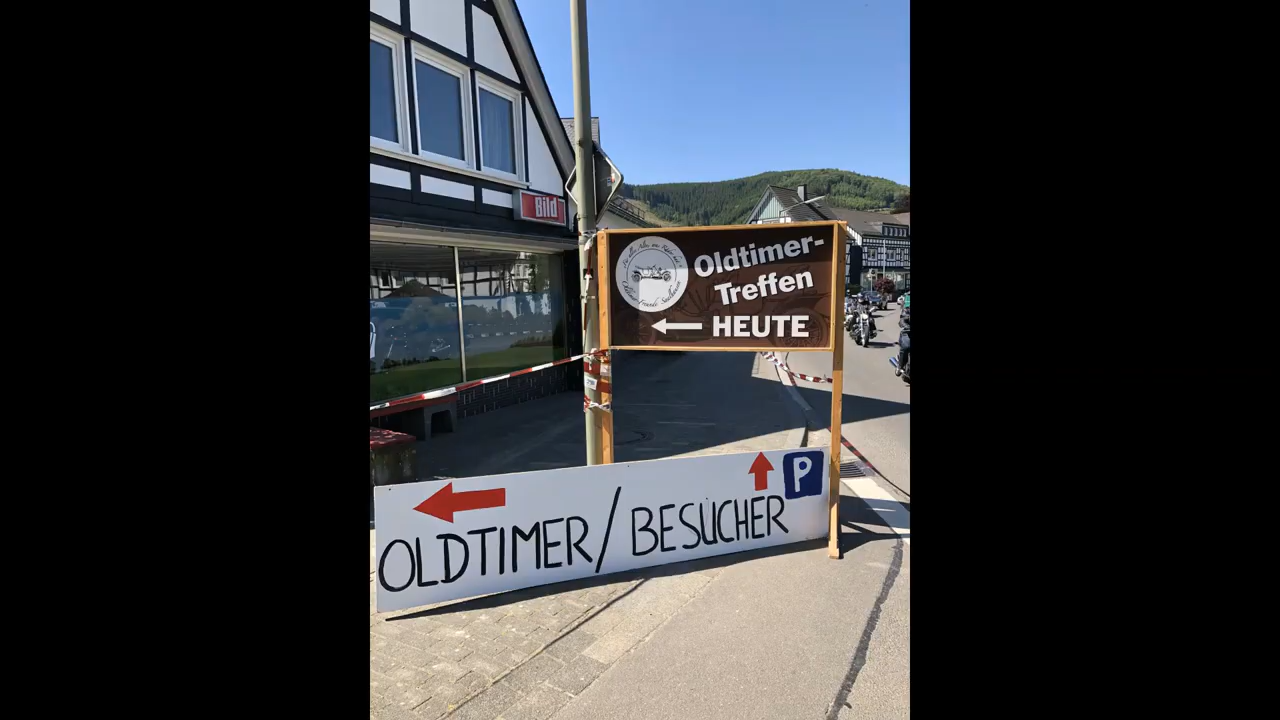 Bild
Oldtimer-
Treffen
HEUTE
P
OLDTIMER/BESUCHER